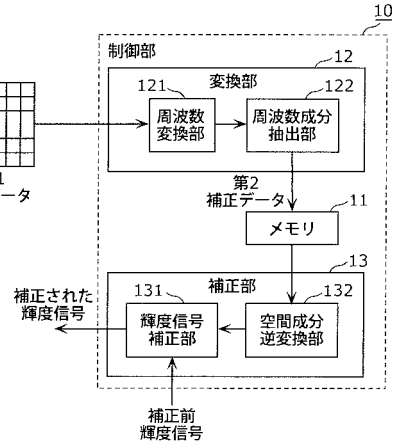 10
制御部
12
変換部
121
122
周波数
変換部
周波数成分
抽出部
1
ータ
第2
補正データ
11
メモリ
13
補正部
131
132
補正された
輝度信号
輝度信号
補正部
空間成分
逆変換部
補正前
輝度信号